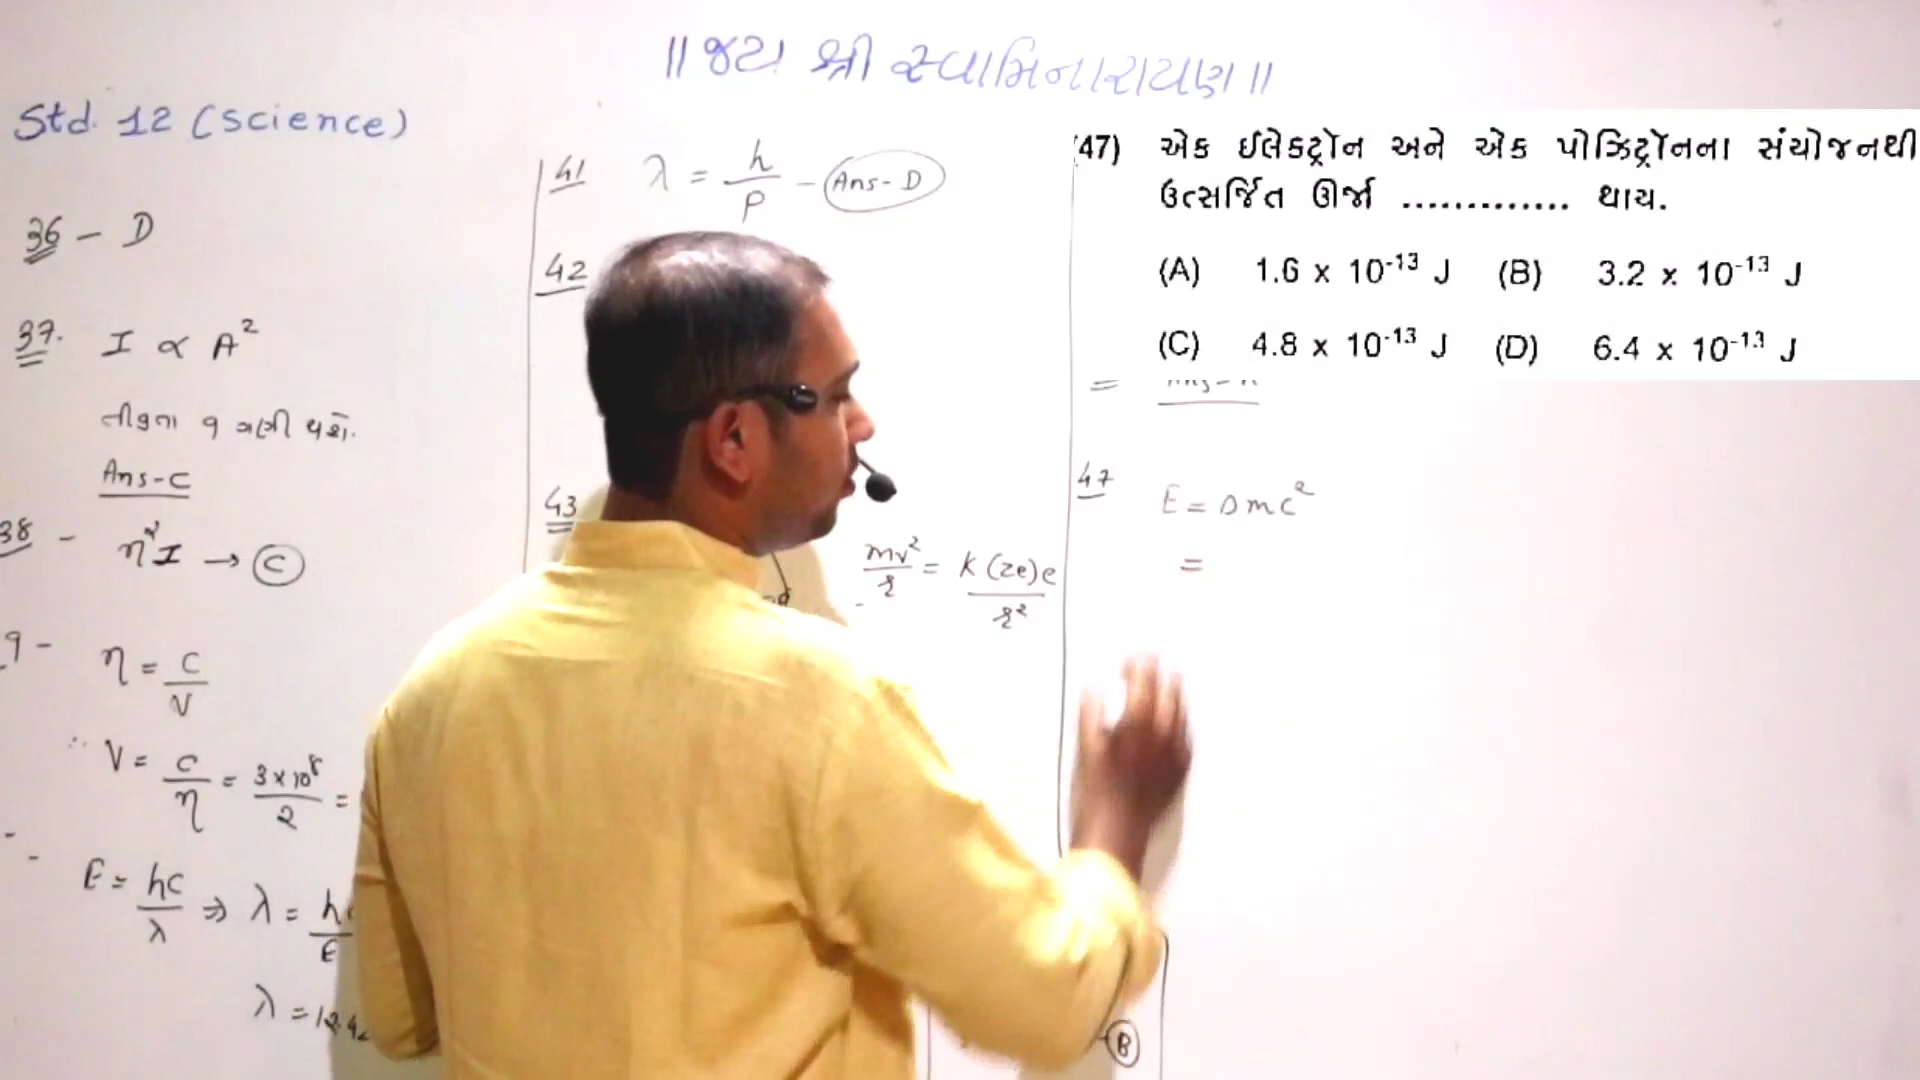 ॥ જય શ્રી સ્વામિનારાયણ ॥
Std. 12 (Science)
36 - D
37. I ∝ A²
તીવ્રતા 9 ગણી થશે.
Ans-C
38 - η²I → C
9 - η = c/v
∴ v = c/η = 3×10⁸/2 =
E = hc/λ ⇒ λ = h/E
λ = 12.4
41 λ = h/P - Ans-D
42
43
mv²/r = k(ze)e/r²
B
(47) એક ઈલેક્ટ્રૉન અને એક પોઝિટ્રૉનના સંયોજનથી
ઉત્સર્જિત ઊર્જા ............. થાય.
(A) 1.6 x 10⁻¹³ J (B) 3.2 x 10⁻¹³ J
(C) 4.8 x 10⁻¹³ J (D) 6.4 x 10⁻¹³ J
=
47 E = Δmc²
=